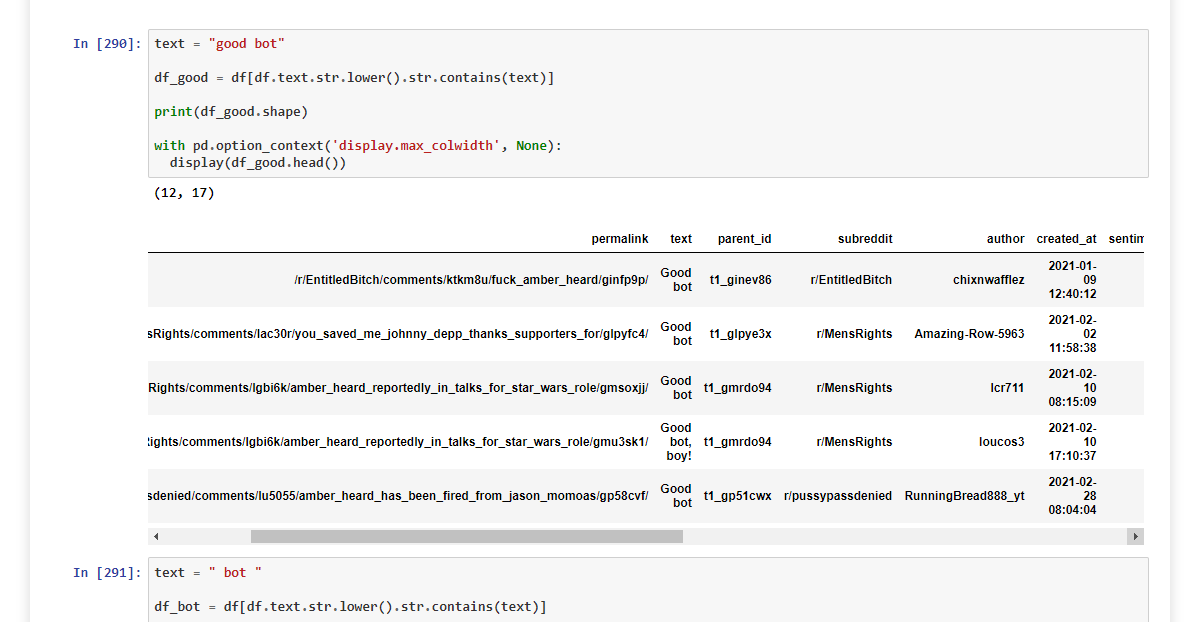 In [290]: text = "good bot"
df_good = df[df.text.str.lower().str.contains(text)]
print(df_good.shape)
with pd.option_context('display.max_colwidth', None):
display(df_good.head())
(12, 17)
permalink text parent_id subreddit author created_at sentim
/r/EntitledBitch/comments/ktkm8u/fuck_amber_heard/ginfp9p/ Good bot t1_ginev86 r/EntitledBitch chixnwafflez 2021-01-09 12:40:12
sRights/comments/lac30r/you_saved_me_johnny_depp_thanks_supporters_for/glpyfc4/ Good bot t1_glpye3x r/MensRights Amazing-Row-5963 2021-02-02 11:58:38
Rights/comments/lgbi6k/amber_heard_reportedly_in_talks_for_star_wars_role/gmsoxjj/ Good bot t1_gmrdo94 r/MensRights lcr711 2021-02-10 08:15:09
Rights/comments/lgbi6k/amber_heard_reportedly_in_talks_for_star_wars_role/gmu3sk1/ Good bot, boy! t1_gmrdo94 r/MensRights loucos3 2021-02-10 17:10:37
sdenied/comments/lu5055/amber_heard_has_been_fired_from_jason_momoas/gp58cvf/ Good bot t1_gp51cwx r/pussypassdenied RunningBread888_yt 2021-02-28 08:04:04
In [291]: text = " bot "
df_bot = df[df.text.str.lower().str.contains(text)]